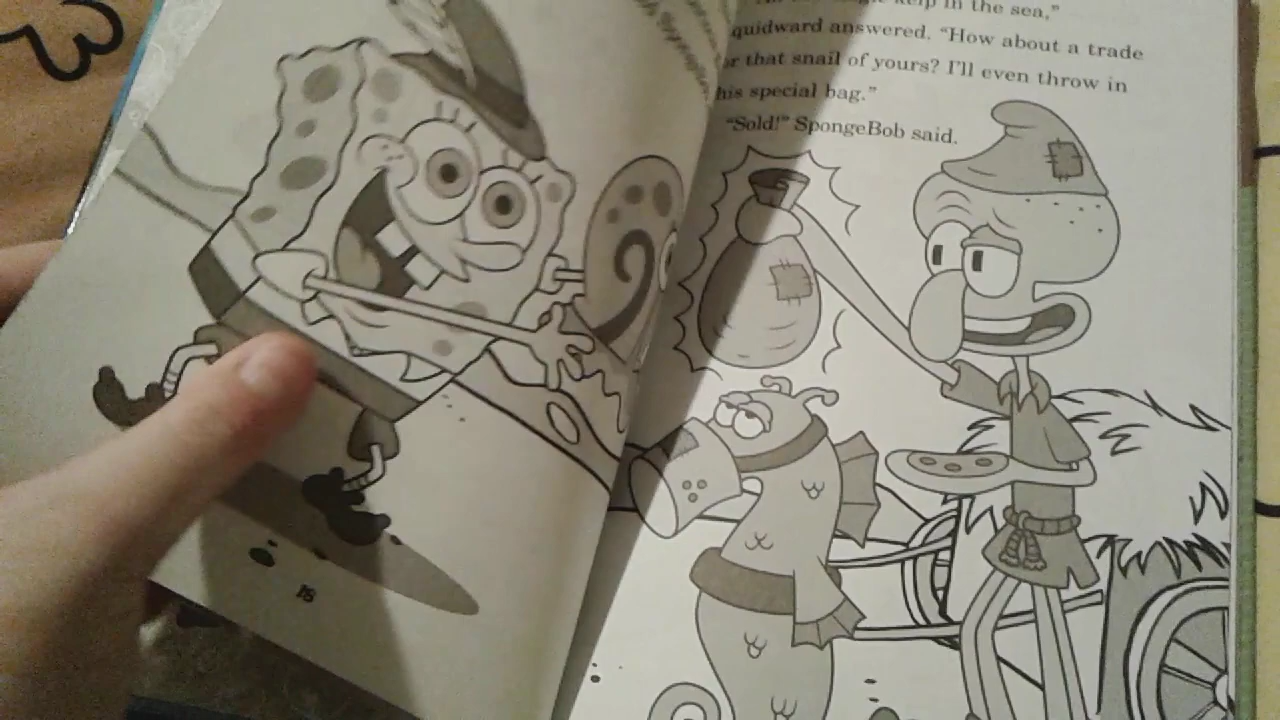 kelp in the sea,”
quidward answered. “How about a trade
r that snail of yours? I’ll even throw in
his special bag.”
“Sold!” SpongeBob said.